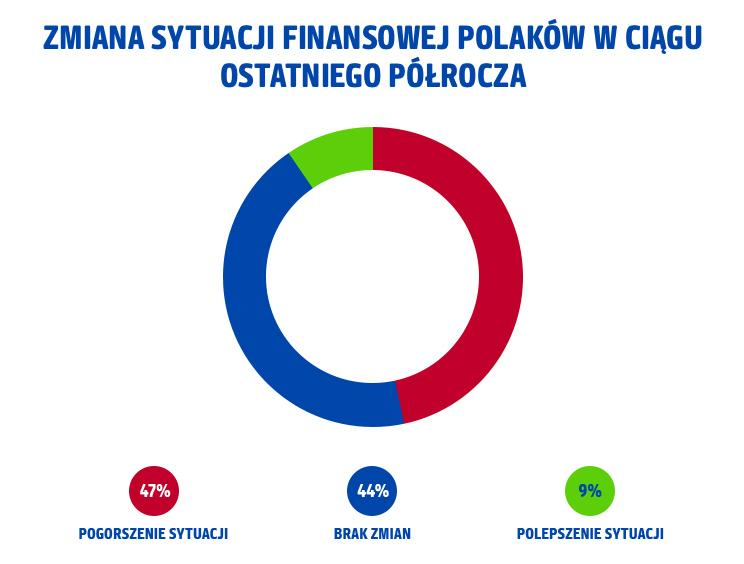 ZMIANA SYTUACJI FINANSOWEJ POLAKÓW W CIĄGU
OSTATNIEGO PÓŁROCZA
47%
44%
9%
POGORSZENIE SYTUACJI
BRAK ZMIAN
POLEPSZENIE SYTUACJI